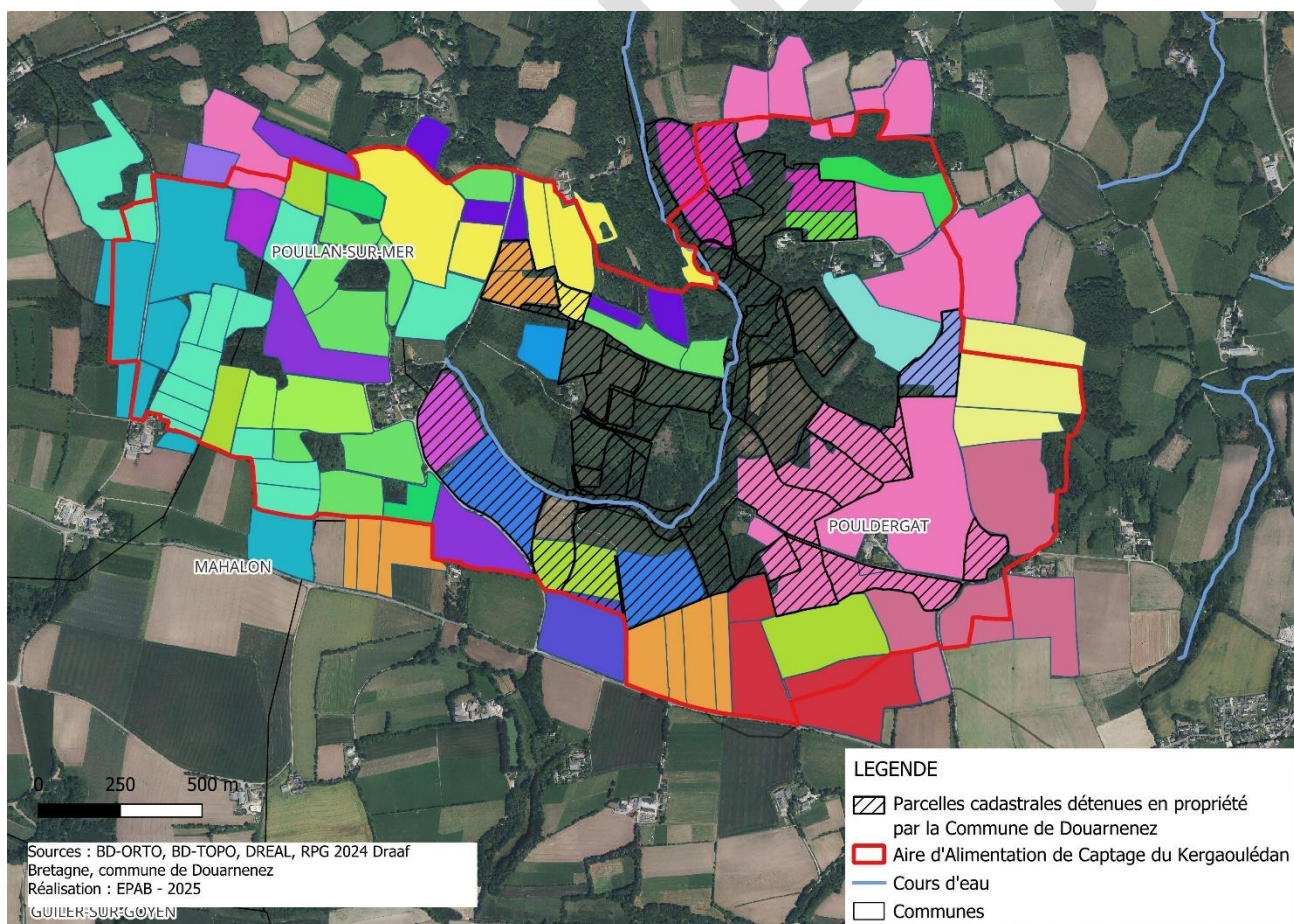 POULLAN-SUR-MER
POULDERGAT
MAHALON
0 250 500 m
Sources : BD-ORTO, BD-TOPO, DREAL, RPG 2024 Draaf
Bretagne, commune de Douarnenez
Réalisation : EPAB - 2025
GUILER-SUR-GOYEN
LEGENDE
Parcelles cadastrales détenues en propriété
par la Commune de Douarnenez
Aire d'Alimentation de Captage du Kergaoulédan
Cours d'eau
Communes